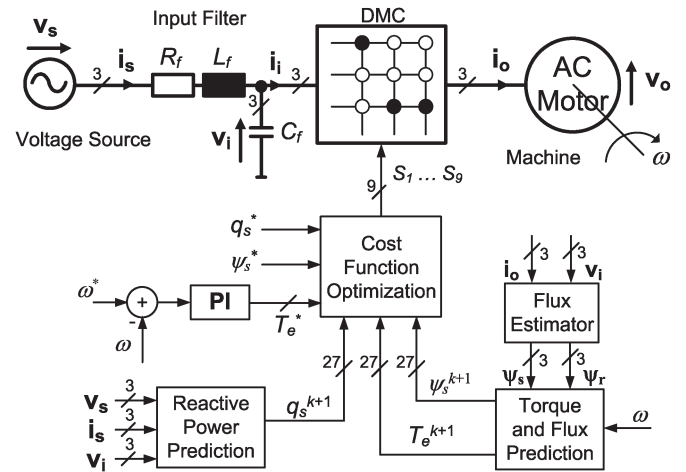 Input Filter
DMC
v_s
i_s
R_f
L_f
i_i
i_o
AC
Motor
v_o
3
3
3
3
Voltage Source
v_i
C_f
Machine
ω
9
S₁ … S₉
q_s*
ψ_s*
Cost
Function
Optimization
ω*
+
-
ω
PI
T_e*
i_o
3
v_i
3
Flux
Estimator
27
27
27
ψ_s
3
ψ_r
3
v_s
3
i_s
3
v_i
3
Reactive
Power
Prediction
q_s^{k+1}
ψ_s^{k+1}
T_e^{k+1}
Torque
and Flux
Prediction
ω